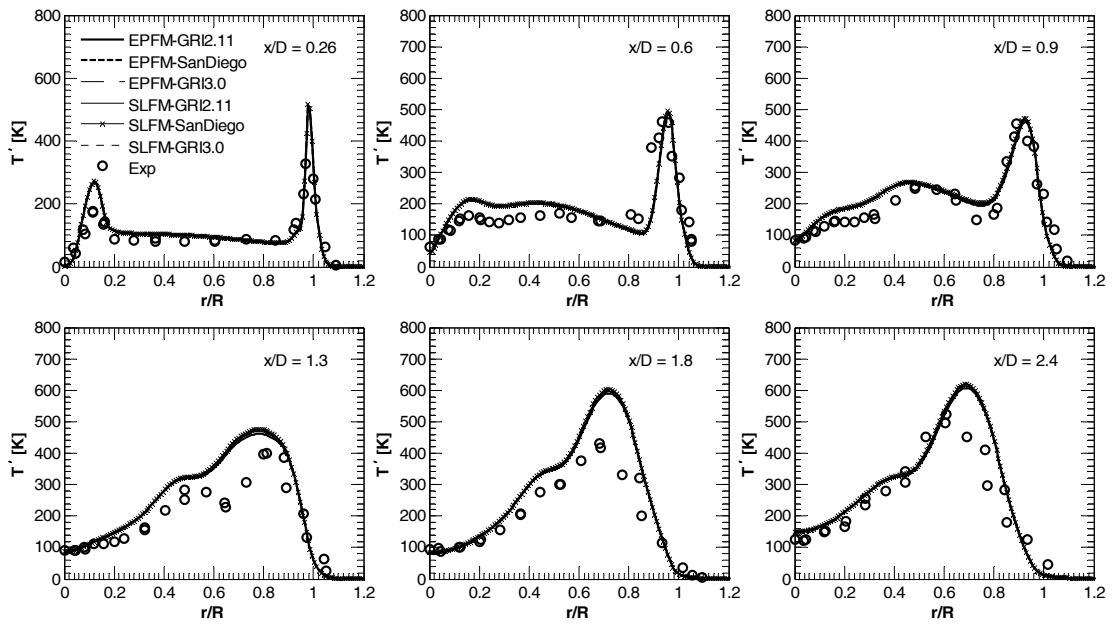 800
700
600
500
400
300
200
100
0
T´ [K]
EPFM-GRI2.11
EPFM-SanDiego
EPFM-GRI3.0
SLFM-GRI2.11
SLFM-SanDiego
SLFM-GRI3.0
Exp
x/D = 0.26
0 0.2 0.4 0.6 0.8 1 1.2
r/R
800
700
600
500
400
300
200
100
0
T´ [K]
x/D = 0.6
0 0.2 0.4 0.6 0.8 1 1.2
r/R
800
700
600
500
400
300
200
100
0
T´ [K]
x/D = 0.9
0 0.2 0.4 0.6 0.8 1 1.2
r/R
800
700
600
500
400
300
200
100
0
T´ [K]
x/D = 1.3
0 0.2 0.4 0.6 0.8 1 1.2
r/R
800
700
600
500
400
300
200
100
0
T´ [K]
x/D = 1.8
0 0.2 0.4 0.6 0.8 1 1.2
r/R
800
700
600
500
400
300
200
100
0
T´ [K]
x/D = 2.4
0 0.2 0.4 0.6 0.8 1 1.2
r/R